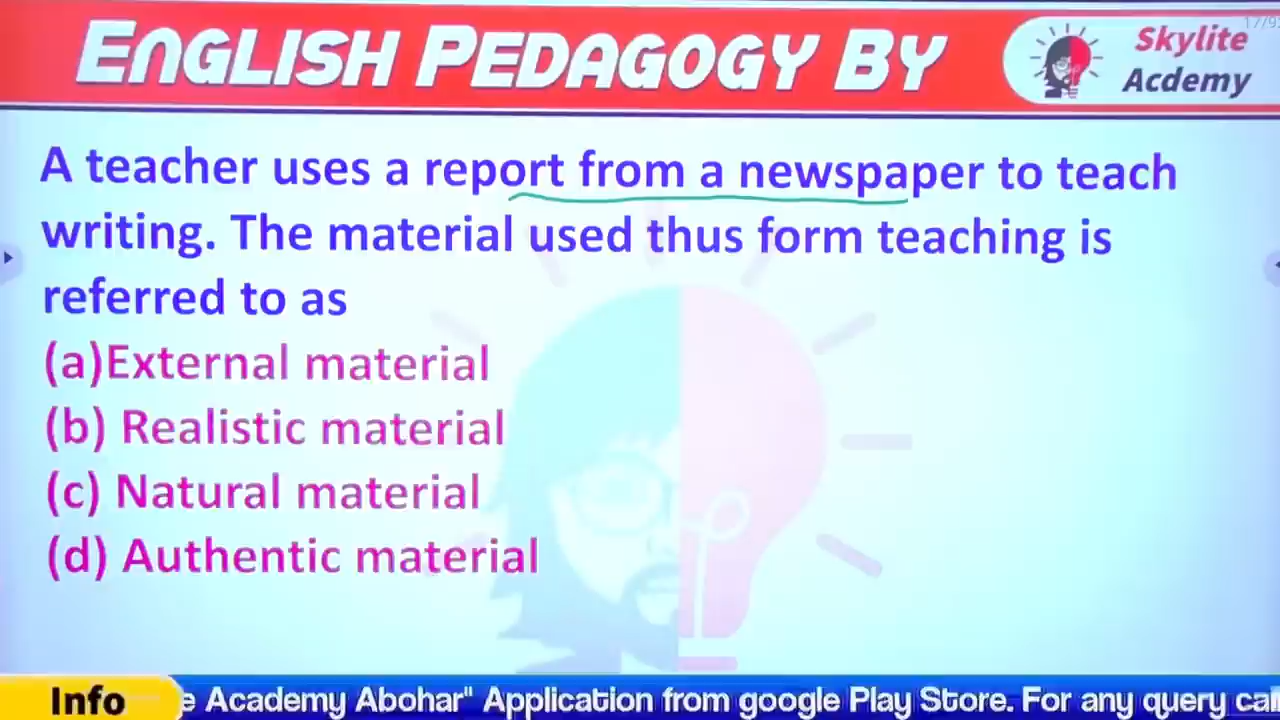 ENGLISH PEDAGOGY BY
Skylite
Acdemy
A teacher uses a report from a newspaper to teach
writing. The material used thus form teaching is
referred to as
(a)External material
(b) Realistic material
(c) Natural material
(d) Authentic material
Info
Academy Abohar" Application from google Play Store. For any query